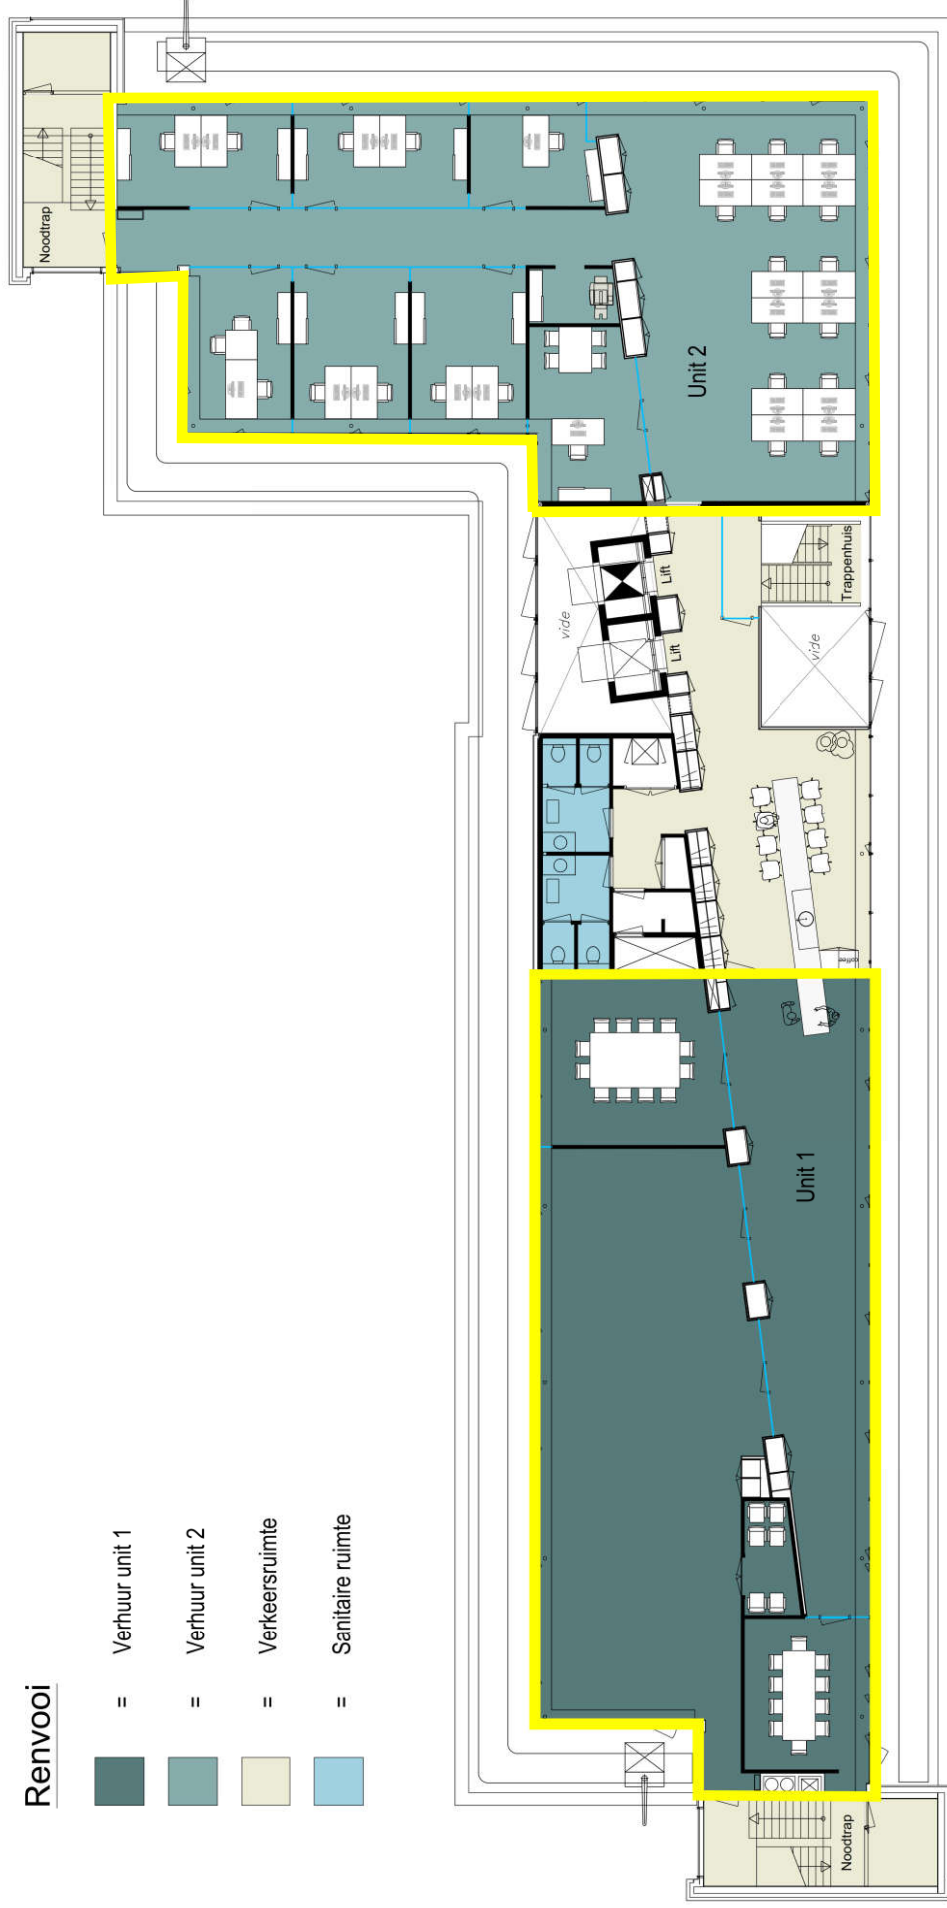 Renvooi
= Verhuur unit 1
= Verhuur unit 2
= Verkeersruimte
= Sanitaire ruimte
Noodtrap
Unit 1
coffee
vide
Lift
Lift
vide
Trappenhuis
Unit 2
Noodtrap